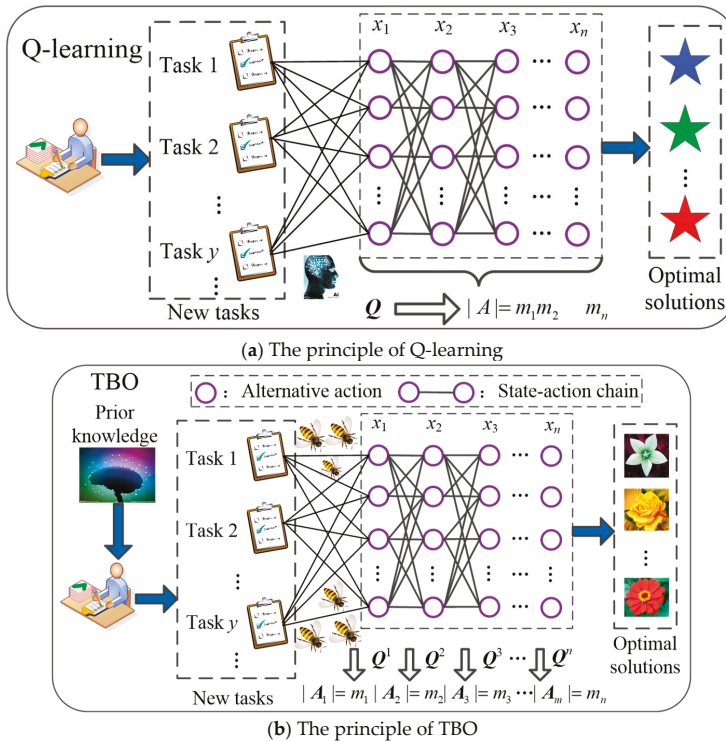 Q-learning
Task 1
Task 2
⋮
Task y
⋮
New tasks
x₁ x₂ x₃ xₙ
Q | A |= m₁m₂ mₙ
Optimal
solutions
(a) The principle of Q-learning
TBO
Prior
knowledge
: Alternative action : State-action chain
Task 1
Task 2
⋮
Task y
⋮
New tasks
x₁ x₂ x₃ xₙ
Q¹ Q² Q³ ··· Qⁿ
| A₁ |= m₁ | A₂ |= m₂ | A₃ |= m₃ ··· | Aₘ |= mₙ
Optimal
solutions
(b) The principle of TBO